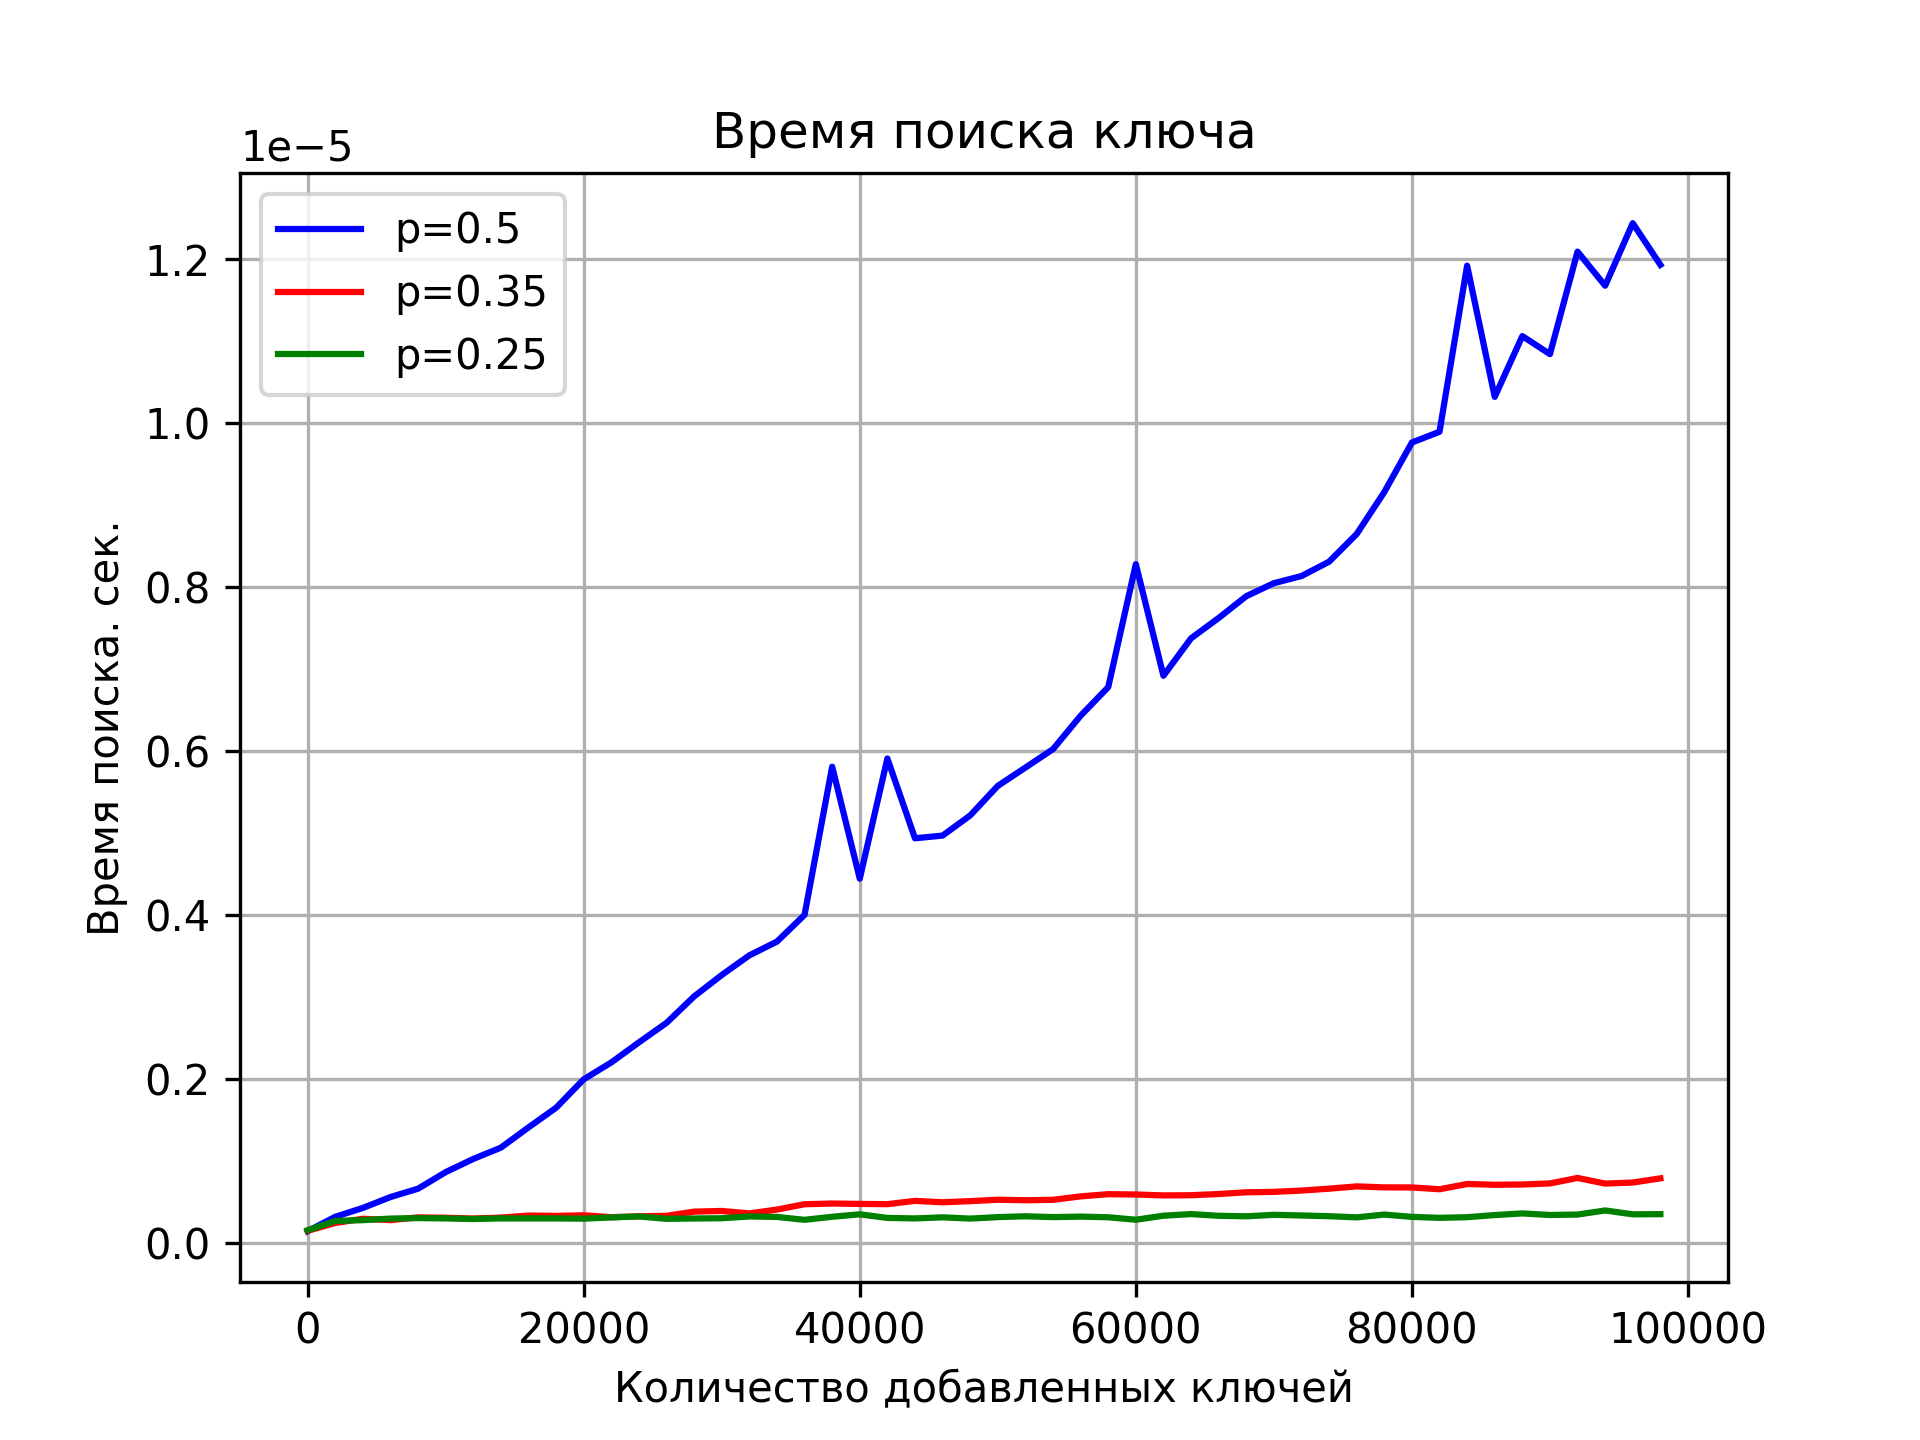 Время поиска ключа
1e−5
p=0.5
p=0.35
p=0.25
1.2
1.0
0.8
0.6
0.4
0.2
0.0
Время поиска. сек.
0 20000 40000 60000 80000 100000
Количество добавленных ключей